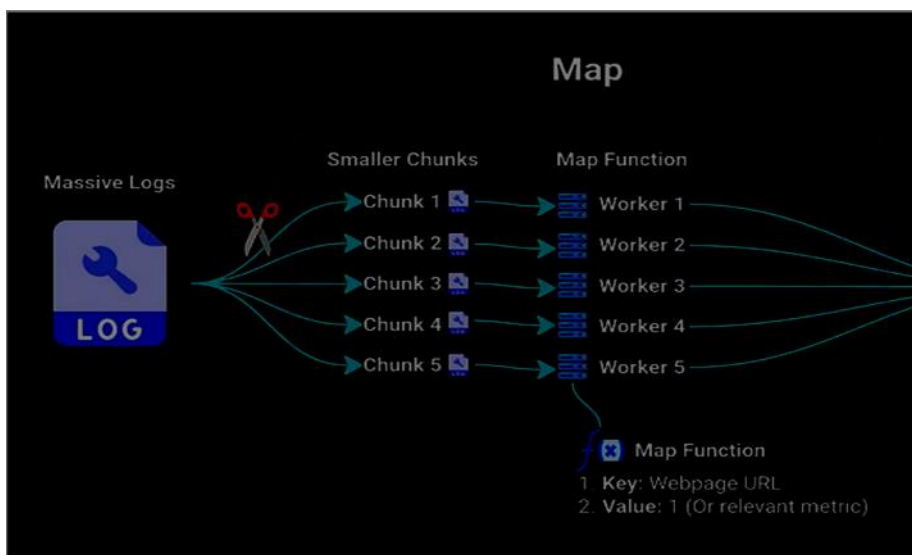 Map
Smaller Chunks
Map Function
Massive Logs
Chunk 1
Worker 1
Chunk 2
Worker 2
Chunk 3
Worker 3
Chunk 4
Worker 4
Chunk 5
Worker 5
LOG
Map Function
1. Key: Webpage URL
2. Value: 1 (Or relevant metric)